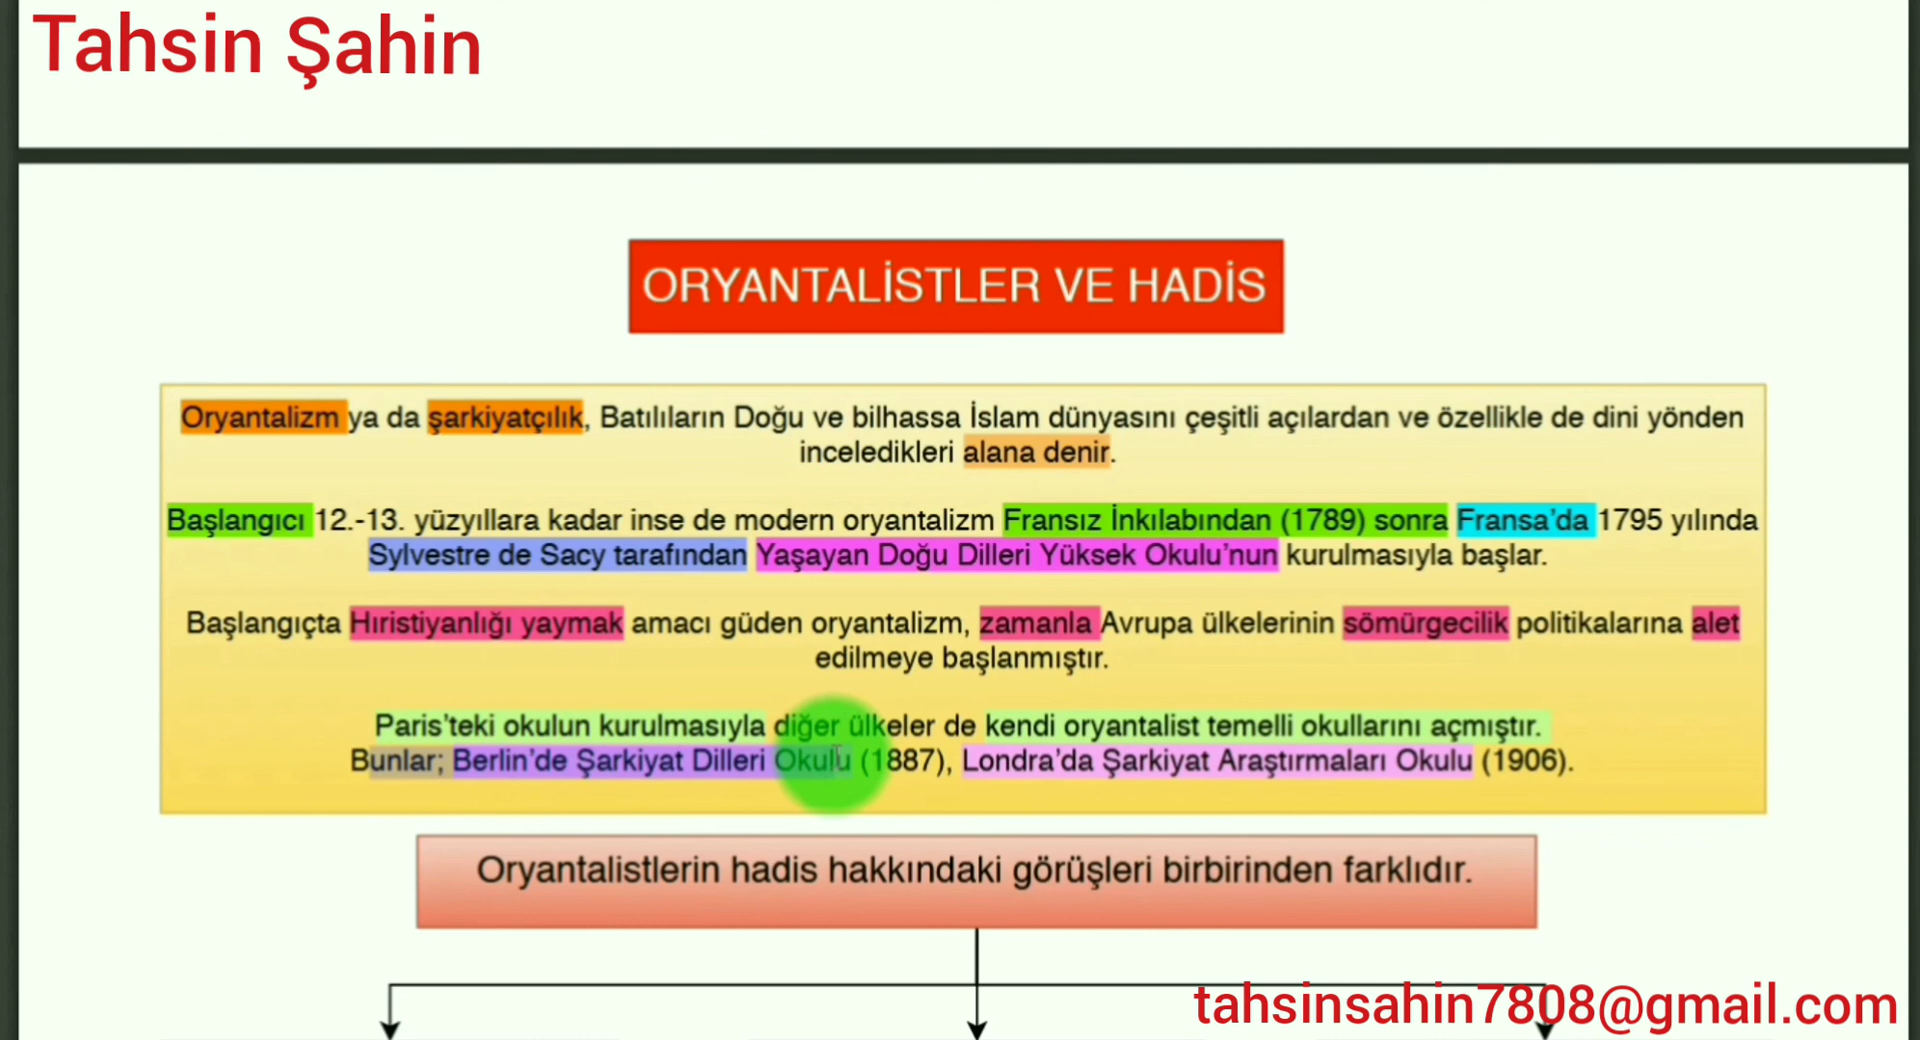 Tahsin Şahin
ORYANTALİSTLER VE HADİS
Oryantalizm ya da şarkiyatçılık, Batılıların Doğu ve bilhassa İslam dünyasını çeşitli açılardan ve özellikle de dini yönden
inceledikleri alana denir.
Başlangıcı 12.-13. yüzyıllara kadar inse de modern oryantalizm Fransız İnkılabından (1789) sonra Fransa’da 1795 yılında
Sylvestre de Sacy tarafından Yaşayan Doğu Dilleri Yüksek Okulu’nun kurulmasıyla başlar.
Başlangıçta Hıristiyanlığı yaymak amacı güden oryantalizm, zamanla Avrupa ülkelerinin sömürgecilik politikalarına alet
edilmeye başlanmıştır.
Paris’teki okulun kurulmasıyla diğer ülkeler de kendi oryantalist temelli okullarını açmıştır.
Bunlar; Berlin’de Şarkiyat Dilleri Okulu (1887), Londra’da Şarkiyat Araştırmaları Okulu (1906).
Oryantalistlerin hadis hakkındaki görüşleri birbirinden farklıdır.
tahsinsahin7808@gmail.com